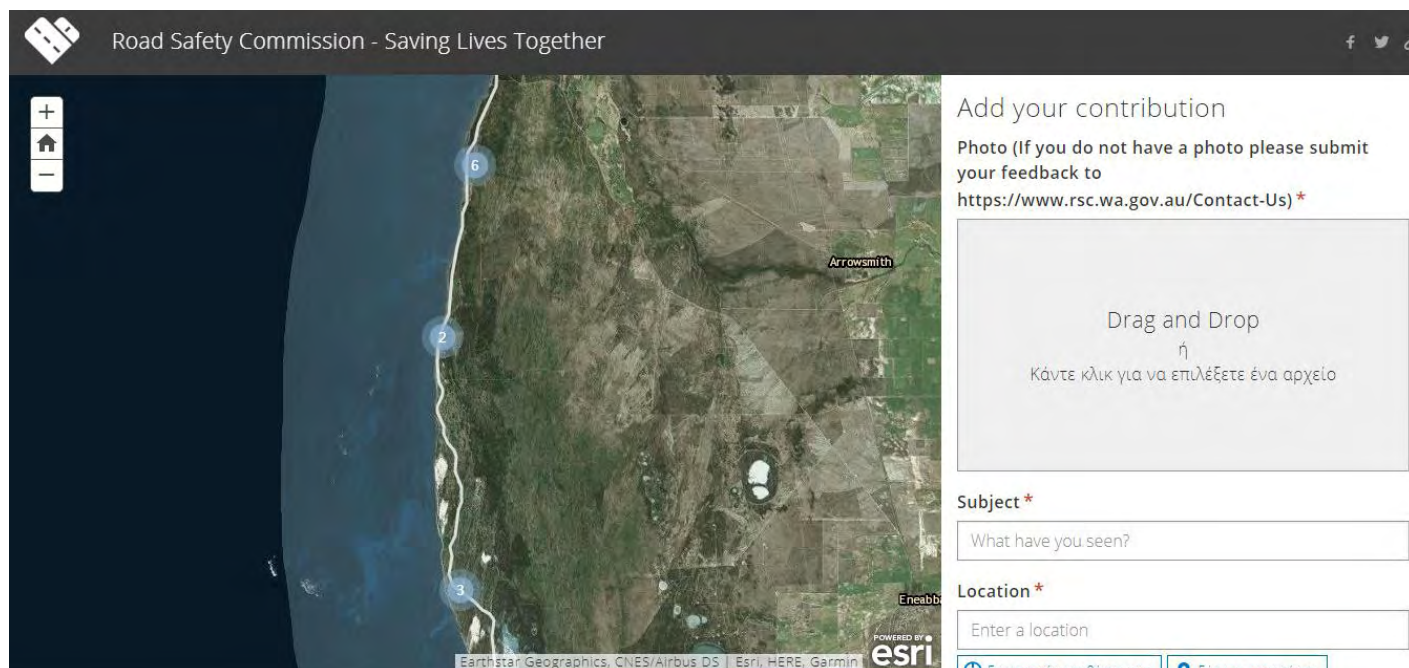 Road Safety Commission - Saving Lives Together
6
2
3
Arrowsmith
Eneabb
POWERED BY
esri
Earthstar Geographics, CNES/Airbus DS | Esri, HERE, Garmin
Add your contribution
Photo (If you do not have a photo please submit
your feedback to
https://www.rsc.wa.gov.au/Contact-Us) *
Drag and Drop
ή
Κάντε κλικ για να επιλέξετε ένα αρχείο
Subject *
What have you seen?
Location *
Enter a location